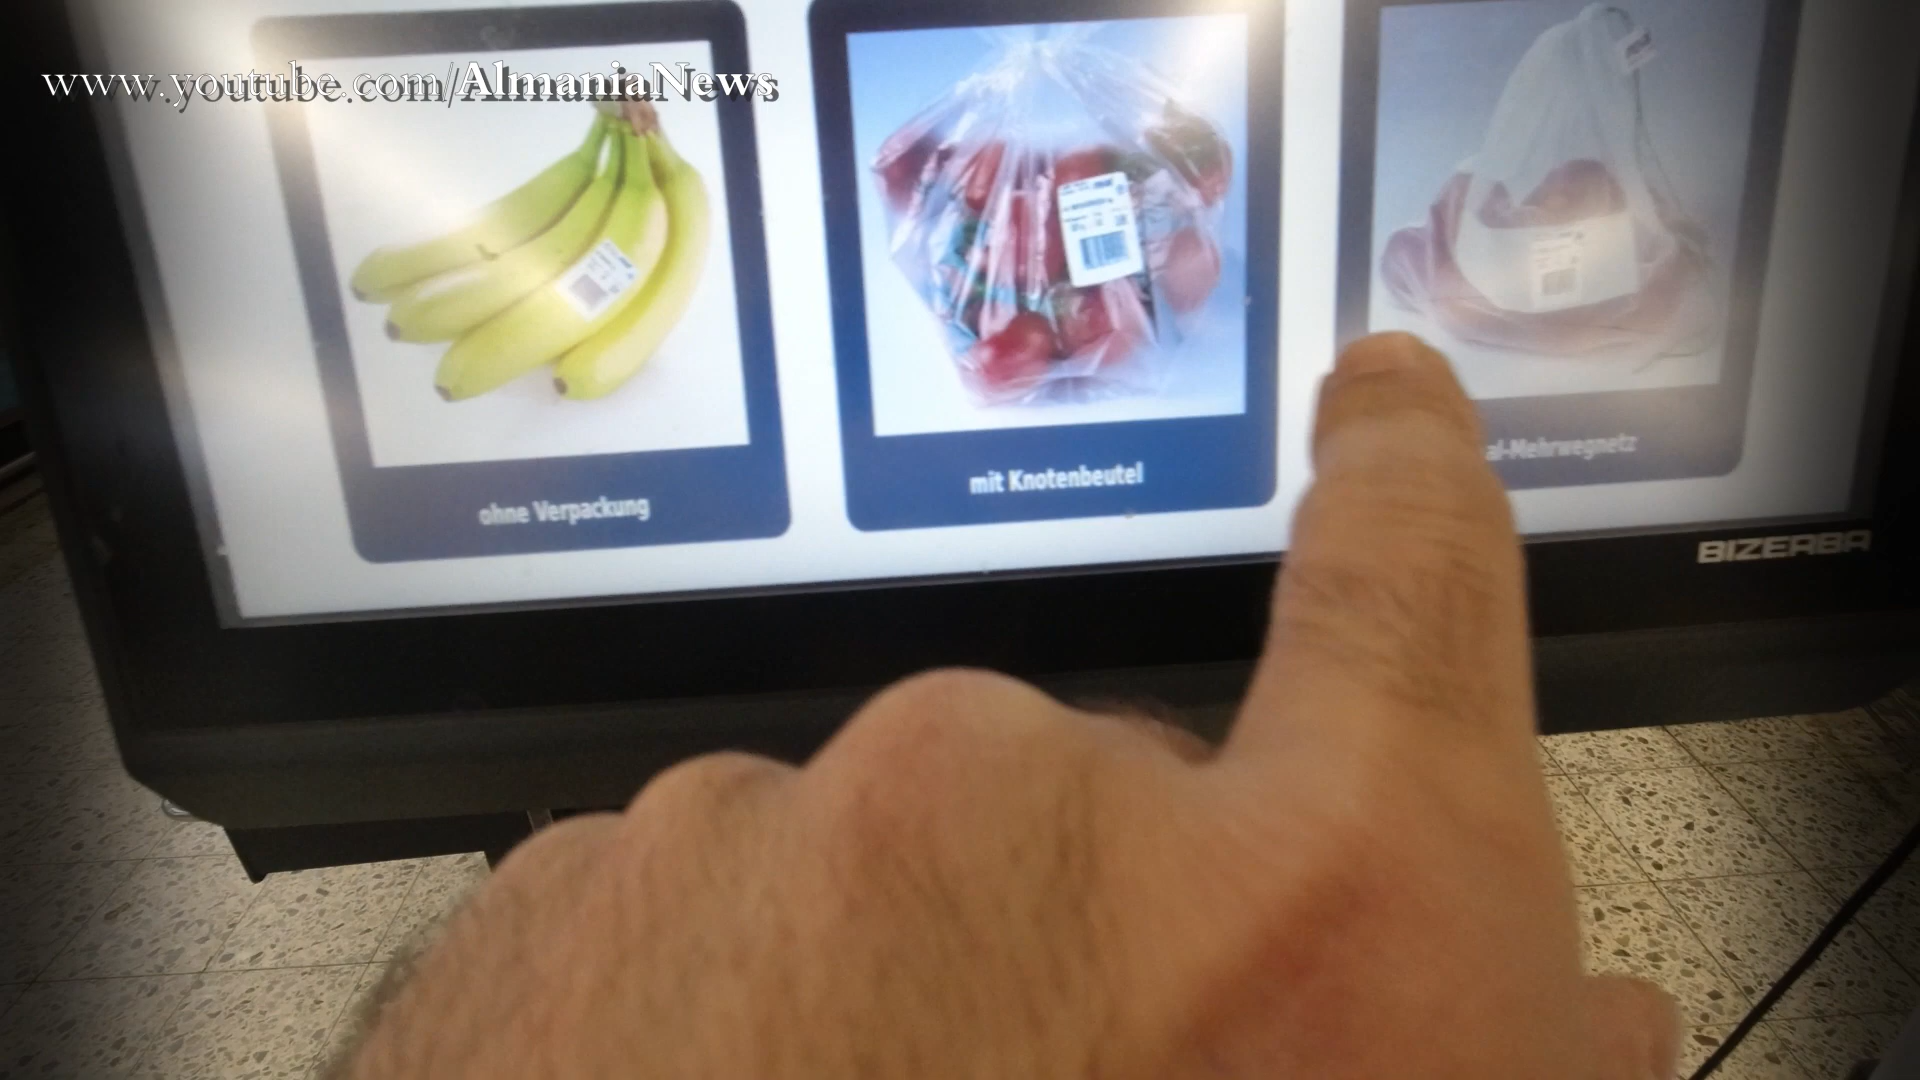 www.youtube.com/AlmaniaNews
ohne Verpackung
mit Knotenbeutel
al-Mehrwegnetz
BIZERBA